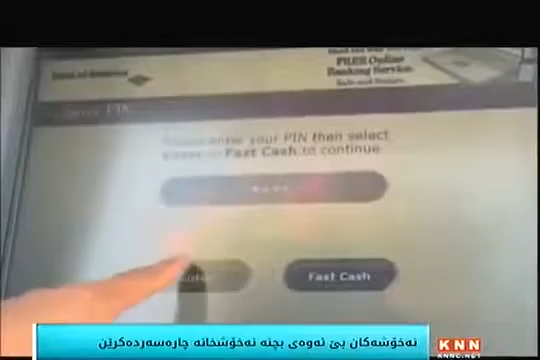 FREE Online
Banking Service
Bank of America
enter your PIN then select
Fast Cash to continue
Fast Cash
نەخۆشەکان بێ ئەوەی بچنە نەخۆشخانە چارەسەردەکرێن
KNN
KNNC.NET